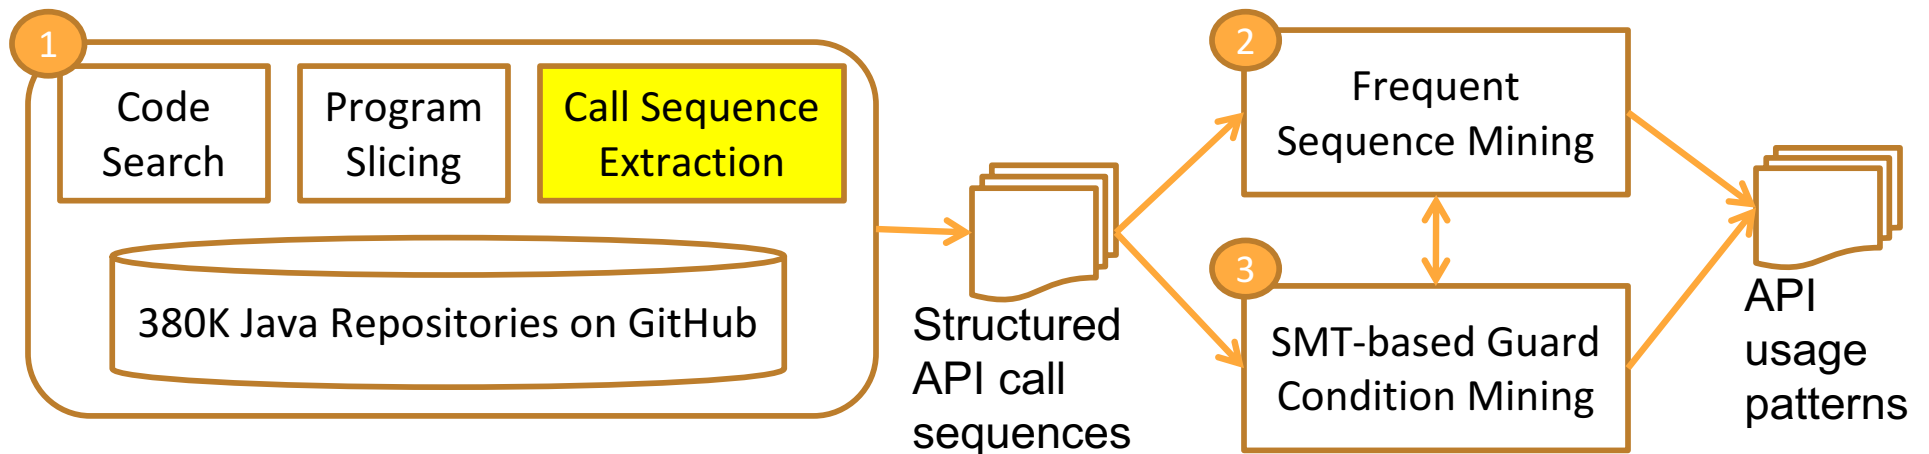 1
Code
Search
Program
Slicing
Call Sequence
Extraction
380K Java Repositories on GitHub
Structured
API call
sequences
2
Frequent
Sequence Mining
3
SMT-based Guard
Condition Mining
API
usage
patterns